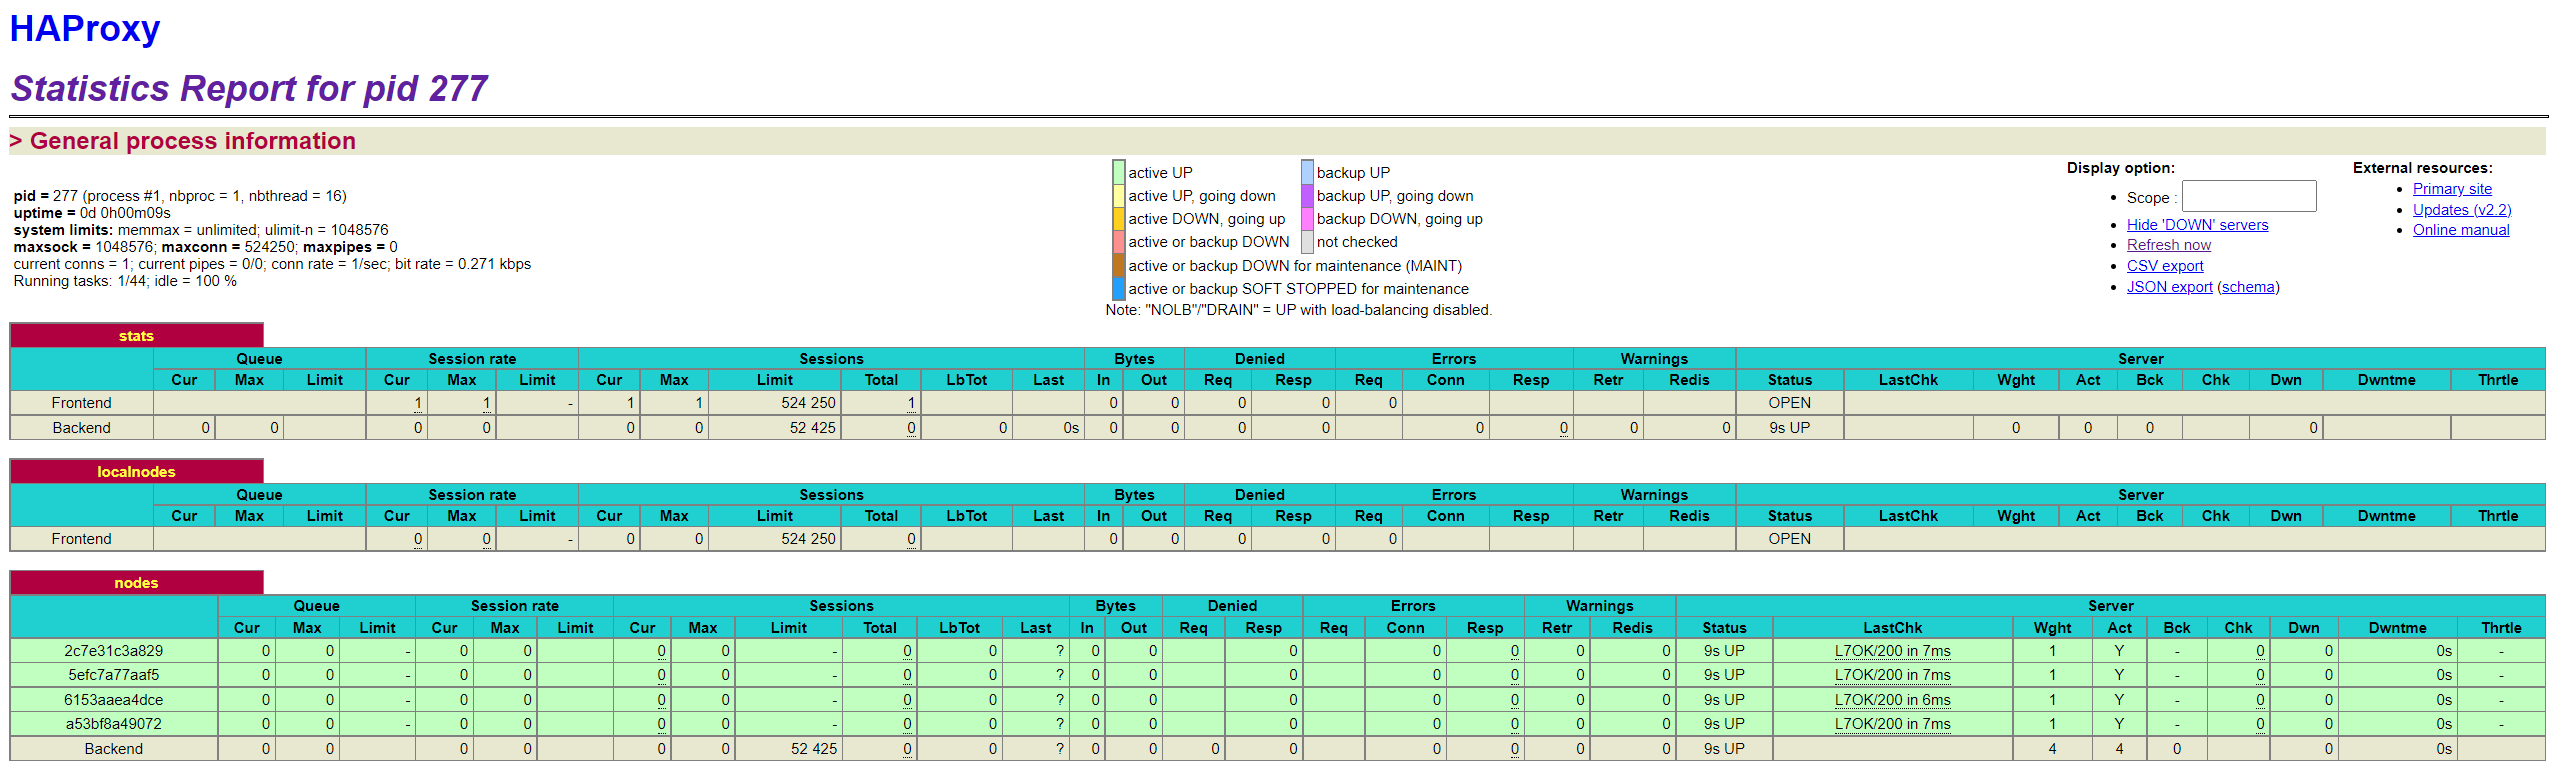 HAProxy
Statistics Report for pid 277
> General process information
pid = 277 (process #1, nbproc = 1, nbthread = 16)
uptime = 0d 0h00m09s
system limits: memmax = unlimited; ulimit-n = 1048576
maxsock = 1048576; maxconn = 524250; maxpipes = 0
current conns = 1; current pipes = 0/0; conn rate = 1/sec; bit rate = 0.271 kbps
Running tasks: 1/44; idle = 100 %
active UP backup UP
active UP, going down backup UP, going down
active DOWN, going up backup DOWN, going up
active or backup DOWN not checked
active or backup DOWN for maintenance (MAINT)
active or backup SOFT STOPPED for maintenance
Note: "NOLB"/"DRAIN" = UP with load-balancing disabled.
Display option:
• Scope :
• Hide 'DOWN' servers
• Refresh now
• CSV export
• JSON export (schema)
External resources:
• Primary site
• Updates (v2.2)
• Online manual
stats
Queue Session rate Sessions Bytes Denied Errors Warnings Server
Cur Max Limit Cur Max Limit Cur Max Limit Total LbTot Last In Out Req Resp Req Conn Resp Retr Redis Status LastChk Wght Act Bck Chk Dwn Dwntme Thrtle
Frontend 1 1 - 1 1 524 250 1 0 0 0 0 0 OPEN
Backend 0 0 0 0 0 0 52 425 0 0 0s 0 0 0 0 0 0 0 0 9s UP 0 0 0 0
localnodes
Queue Session rate Sessions Bytes Denied Errors Warnings Server
Cur Max Limit Cur Max Limit Cur Max Limit Total LbTot Last In Out Req Resp Req Conn Resp Retr Redis Status LastChk Wght Act Bck Chk Dwn Dwntme Thrtle
Frontend 0 0 - 0 0 524 250 0 0 0 0 0 0 OPEN
nodes
Queue Session rate Sessions Bytes Denied Errors Warnings Server
Cur Max Limit Cur Max Limit Cur Max Limit Total LbTot Last In Out Req Resp Req Conn Resp Retr Redis Status LastChk Wght Act Bck Chk Dwn Dwntme Thrtle
2c7e31c3a829 0 0 - 0 0 0 0 - 0 0 ? 0 0 0 0 0 0 0 9s UP L7OK/200 in 7ms 1 Y - 0 0 0s -
5efc7a77aaf5 0 0 - 0 0 0 0 - 0 0 ? 0 0 0 0 0 0 0 9s UP L7OK/200 in 7ms 1 Y - 0 0 0s -
6153aaea4dce 0 0 - 0 0 0 0 - 0 0 ? 0 0 0 0 0 0 0 9s UP L7OK/200 in 6ms 1 Y - 0 0 0s -
a53bf8a49072 0 0 - 0 0 0 0 - 0 0 ? 0 0 0 0 0 0 0 9s UP L7OK/200 in 7ms 1 Y - 0 0 0s -
Backend 0 0 0 0 0 0 52 425 0 0 ? 0 0 0 0 0 0 0 0 9s UP 4 4 0 0 0s